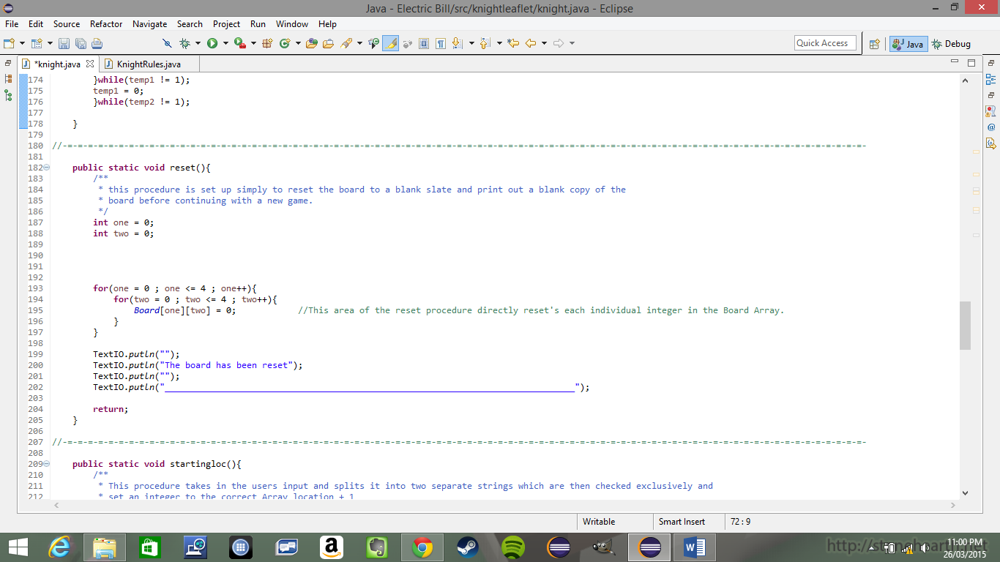 Java - Electric Bill/src/knightleaflet/knight.java - Eclipse
File Edit Source Refactor Navigate Search Project Run Window Help
Quick Access Java Debug
*knight.java KnightRules.java
174 }while(temp1 != 1);
175 temp1 = 0;
176 }while(temp2 != 1);
177
178 }
179
180 //-=-=-=-=-=-=-=-=-=-=-=-=-=-=-=-=-=-=-=-=-=-=-=-=-=-=-=-=-=-=-=-=-=-=-=-=-=-=-=-=-=-=-=-=-=-=-=-=-=-=-=-=-=-=-=-=-=-=-=-=-=-=-=-=-=-=-=-=-=-=-=-=-=-=-=-=-=-=-
181
182 public static void reset(){
183 /**
184 * this procedure is set up simply to reset the board to a blank slate and print out a blank copy of the
185 * board before continuing with a new game.
186 */
187 int one = 0;
188 int two = 0;
189
190
191
192
193 for(one = 0 ; one <= 4 ; one++){
194 for(two = 0 ; two <= 4 ; two++){
195 Board[one][two] = 0; //This area of the reset procedure directly reset's each individual integer in the Board Array.
196 }
197 }
198
199 TextIO.putln("");
200 TextIO.putln("The board has been reset");
201 TextIO.putln("");
202 TextIO.putln("________________________________________________________________________________");
203
204 return;
205 }
206
207 //-=-=-=-=-=-=-=-=-=-=-=-=-=-=-=-=-=-=-=-=-=-=-=-=-=-=-=-=-=-=-=-=-=-=-=-=-=-=-=-=-=-=-=-=-=-=-=-=-=-=-=-=-=-=-=-=-=-=-=-=-=-=-=-=-=-=-=-=-=-=-=-=-=-=-=-=-=-=-
208
209 public static void startingloc(){
210 /**
211 * This procedure takes in the users input and splits it into two separate strings which are then checked exclusively and
212 * set an integer to the correct Array location + 1
Writable Smart Insert 72 : 9
11:00 PM
26/03/2015